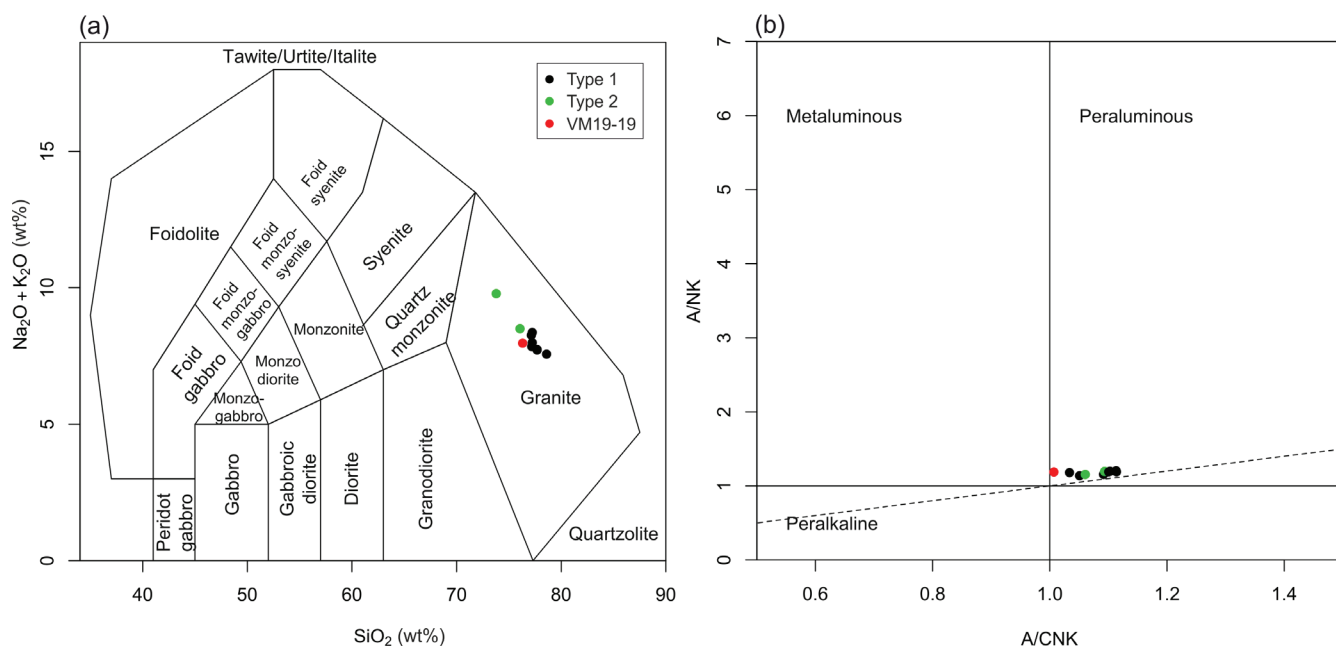 (a)
Tawite/Urtite/Italite
Type 1
Type 2
VM19-19
Foidolite
Foid
syenite
Foid
monzo-
syenite
Syenite
Foid
monzo-
gabbro
Monzonite
Quartz
monzonite
Foid
gabbro
Monzo
diorite
Monzo-
gabbro
Granite
Peridot
gabbro
Gabbro
Gabbroic
diorite
Diorite
Granodiorite
Quartzolite
Na₂O + K₂O (wt%)
0
5
10
15
40
50
60
70
80
90
SiO₂ (wt%)
(b)
Metaluminous
Peraluminous
Peralkaline
A/NK
0
1
2
3
4
5
6
7
0.6
0.8
1.0
1.2
1.4
A/CNK